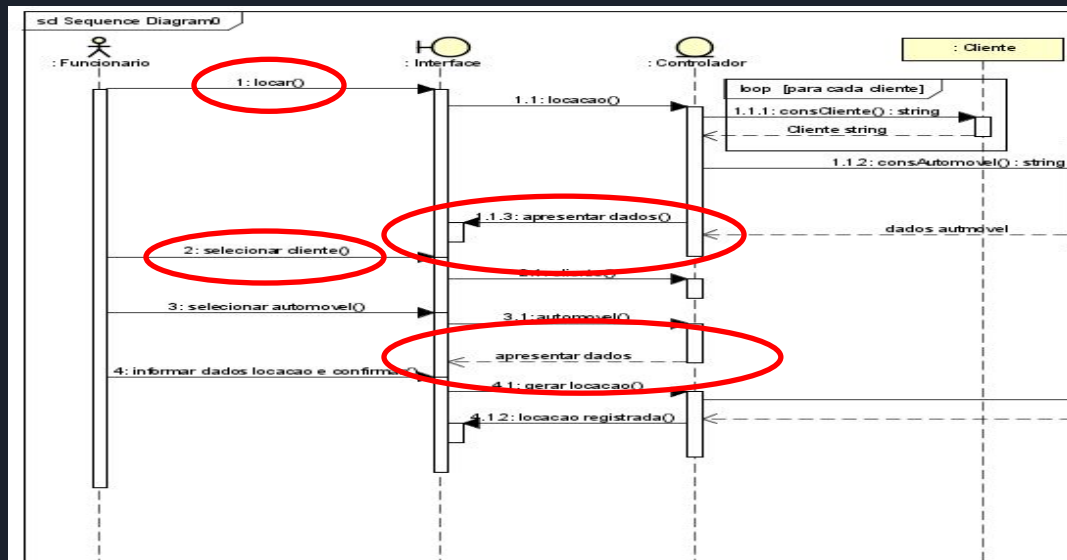 sd Sequence Diagram0
: Funcionario
: Interface
: Controlador
: Cliente
1: locar()
loop [para cada cliente]
1.1: locacao()
1.1.1: consCliente() : string
Cliente string
1.1.2: consAutomovel() : string
1.1.3: apresentar dados()
dados autmovel
2: selecionar cliente()
cliente()
3: selecionar automovel()
3.1: automovel()
apresentar dados
4: informar dados locacao e confirmar()
4.1: gerar locacao()
4.1.2: locacao registrada()